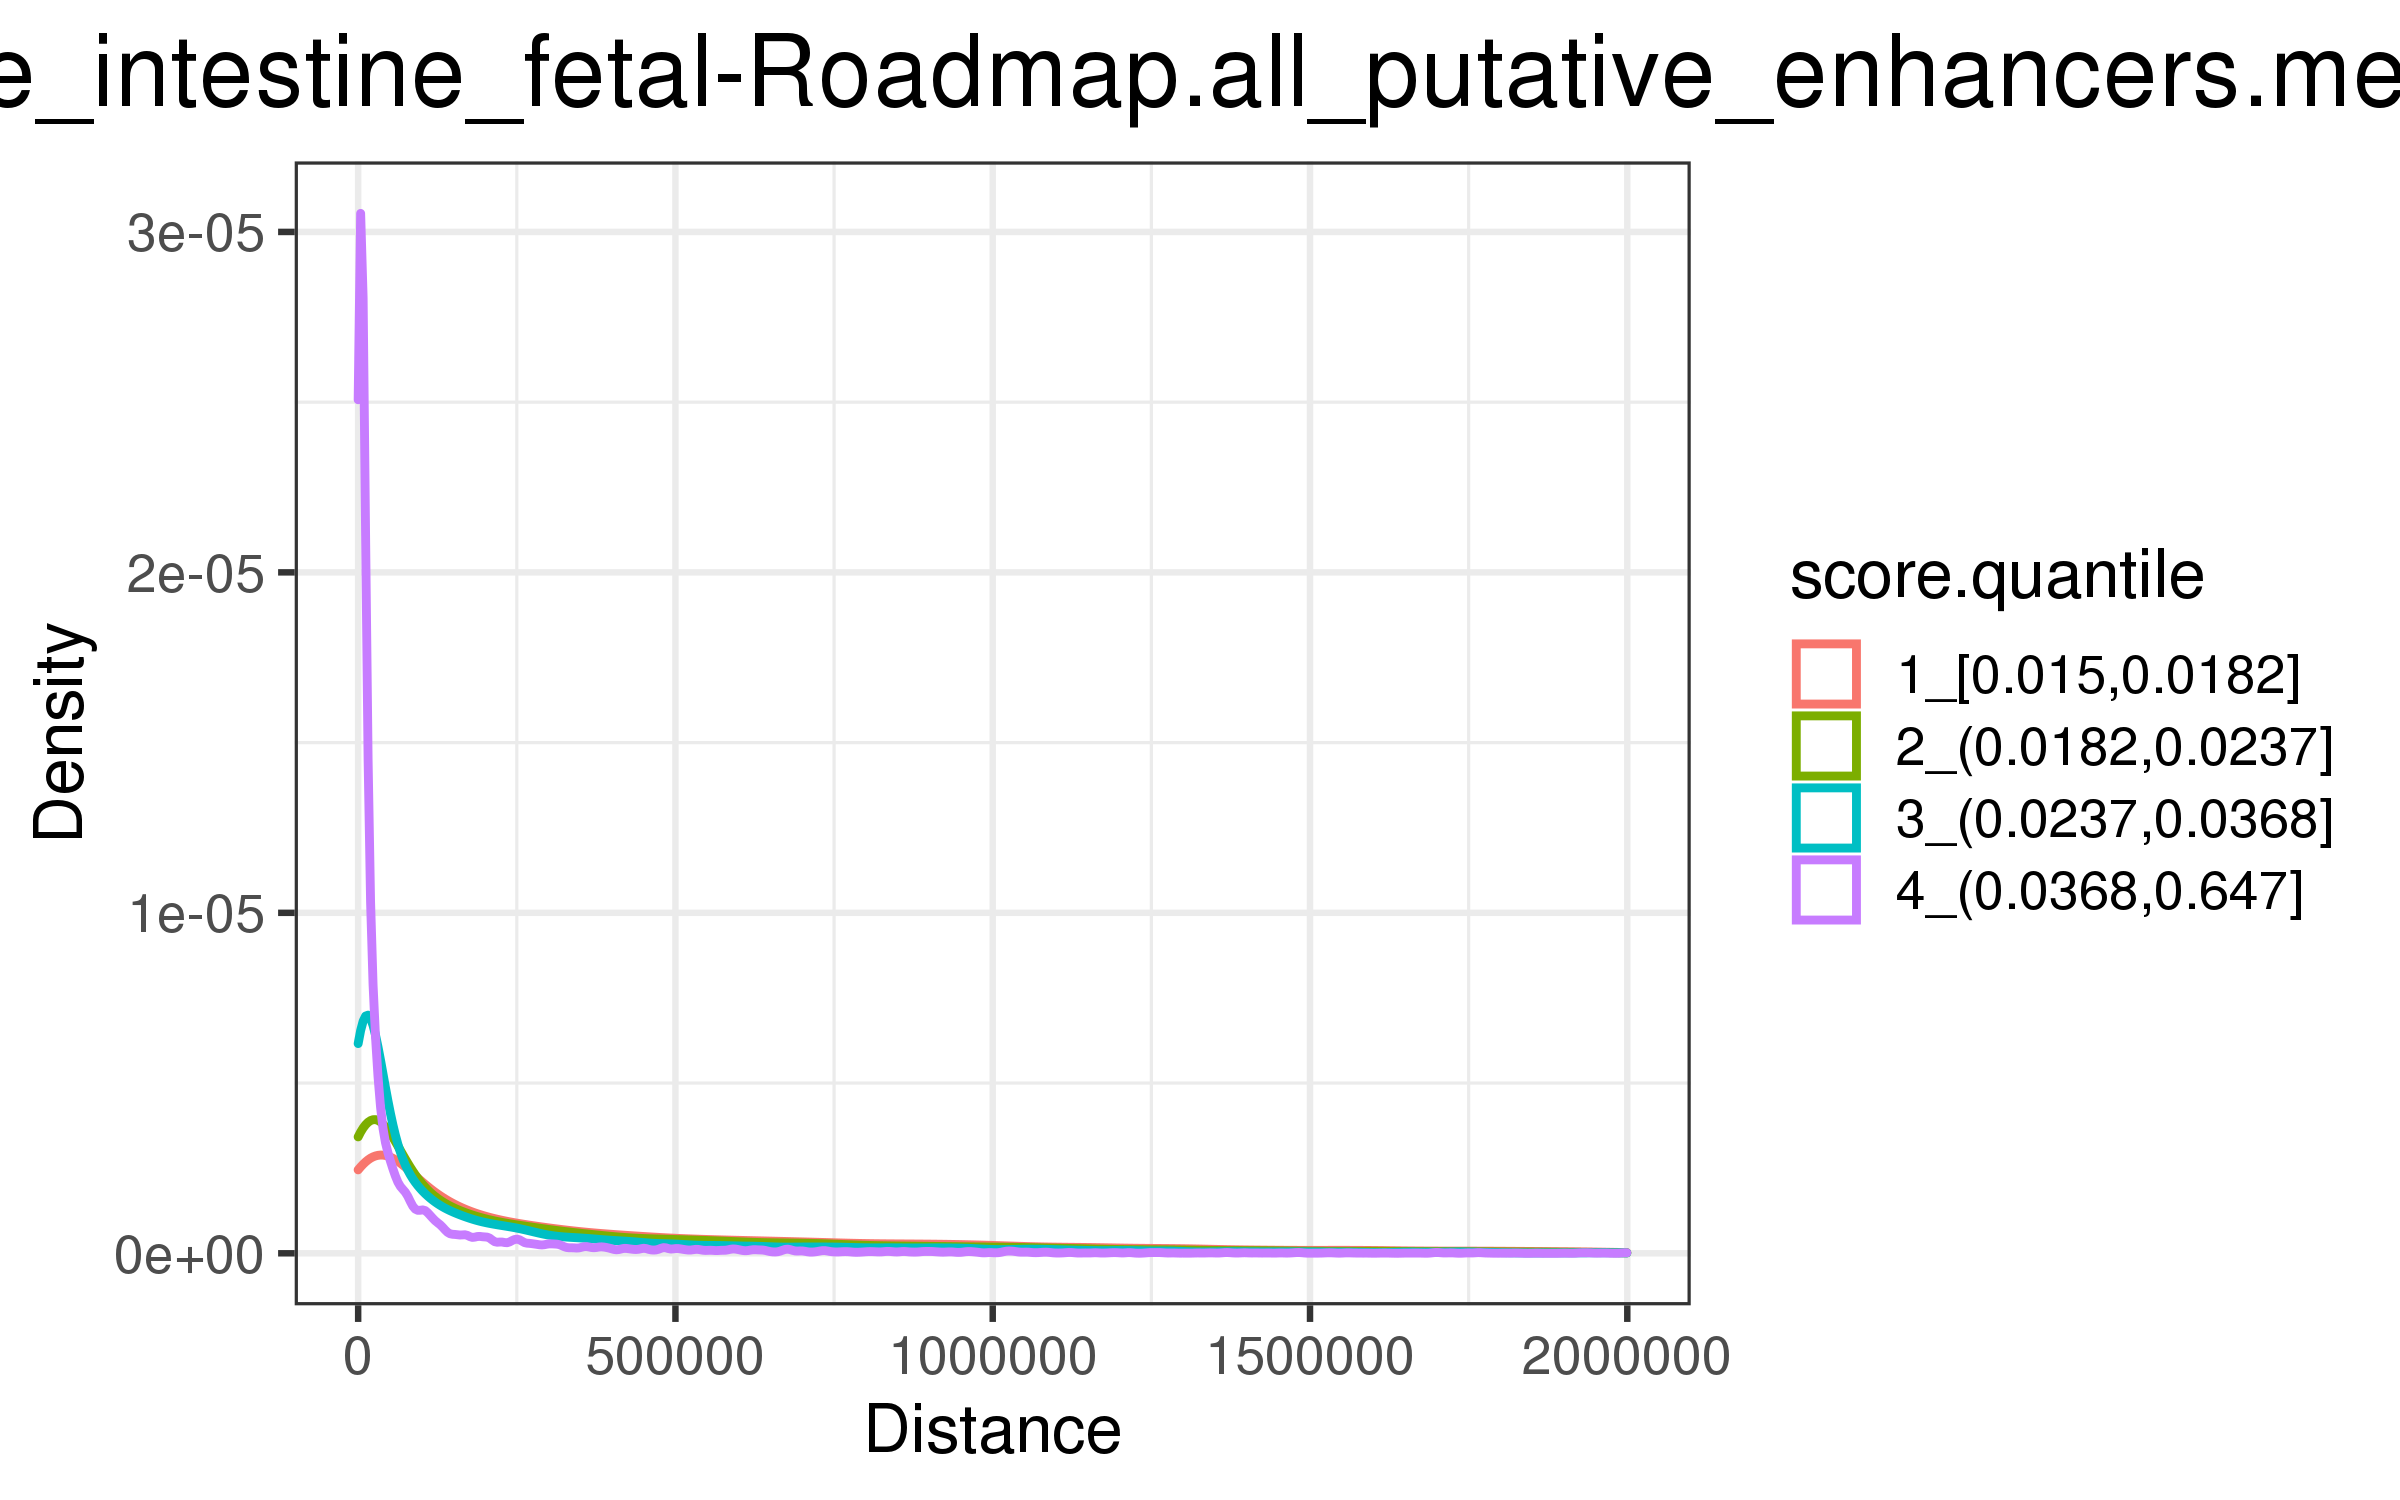 e_intestine_fetal-Roadmap.all_putative_enhancers.me
3e-05
2e-05
1e-05
0e+00
Density
0
500000
1000000
1500000
2000000
Distance
score.quantile
1_[0.015,0.0182]
2_(0.0182,0.0237]
3_(0.0237,0.0368]
4_(0.0368,0.647]